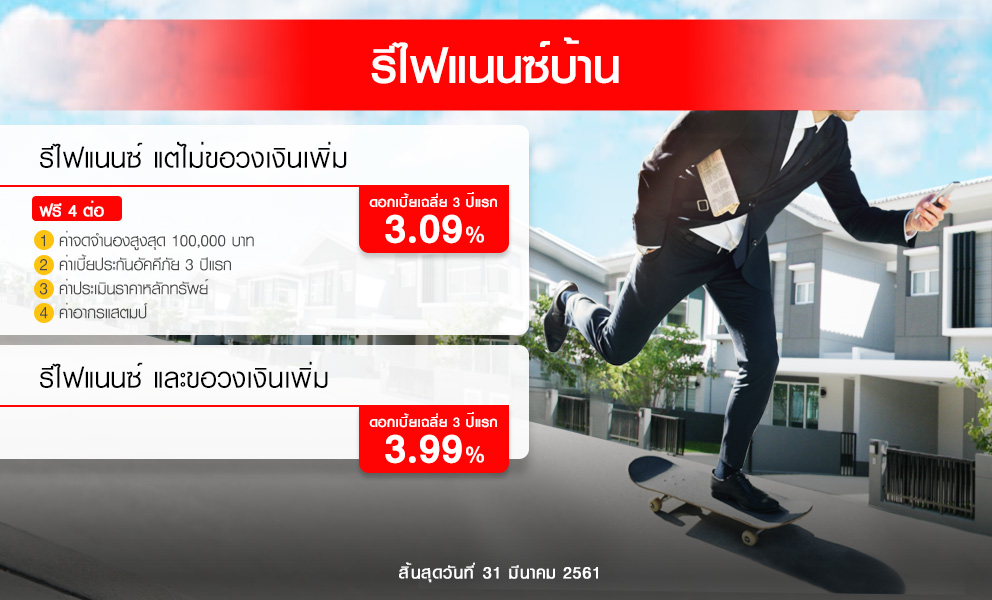 รีไฟแนนซ์บ้าน
รีไฟแนนซ์ แต่ไม่ขอวงเงินเพิ่ม
ฟรี 4 ต่อ
ดอกเบี้ยเฉลี่ย 3 ปีแรก
3.09%
1 ค่าจดจำนองสูงสุด 100,000 บาท
2 ค่าเบี้ยประกันอัคคีภัย 3 ปีแรก
3 ค่าประเมินราคาหลักทรัพย์
4 ค่าอากรแสตมป์
รีไฟแนนซ์ และขอวงเงินเพิ่ม
ดอกเบี้ยเฉลี่ย 3 ปีแรก
3.99%
สิ้นสุดวันที่ 31 มีนาคม 2561